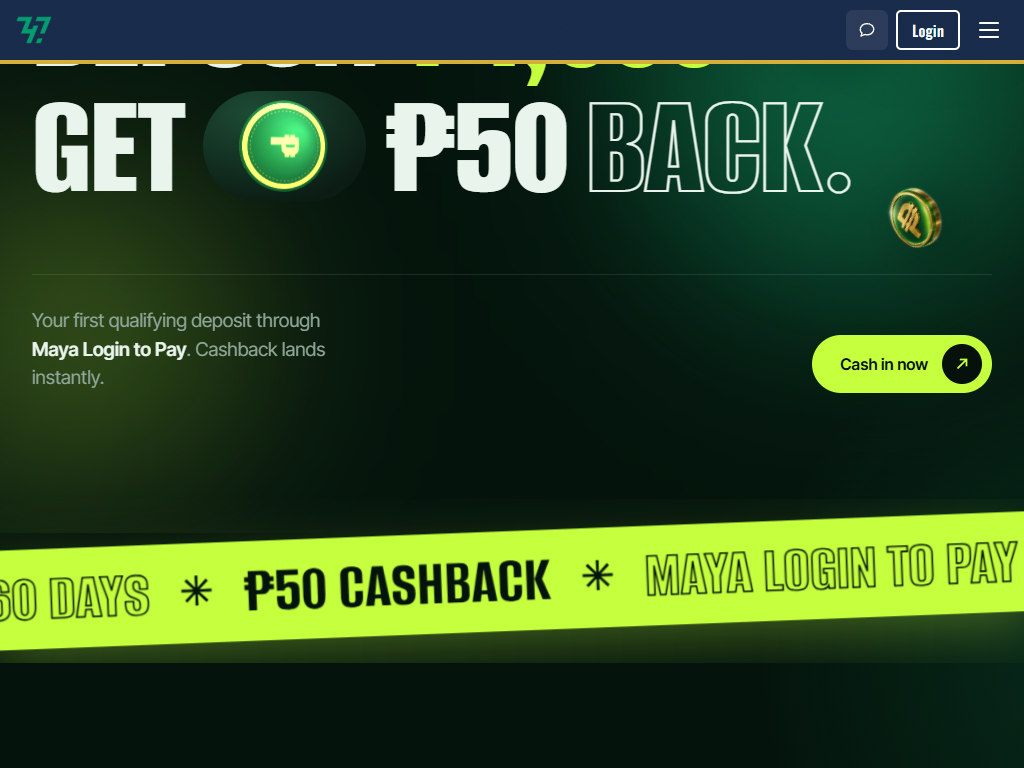 Login
GET ₱50 BACK.
Your first qualifying deposit through
Maya Login to Pay. Cashback lands
instantly.
Cash in now
DAYS ✳ ₱50 CASHBACK ✳ MAYA LOGIN TO PAY